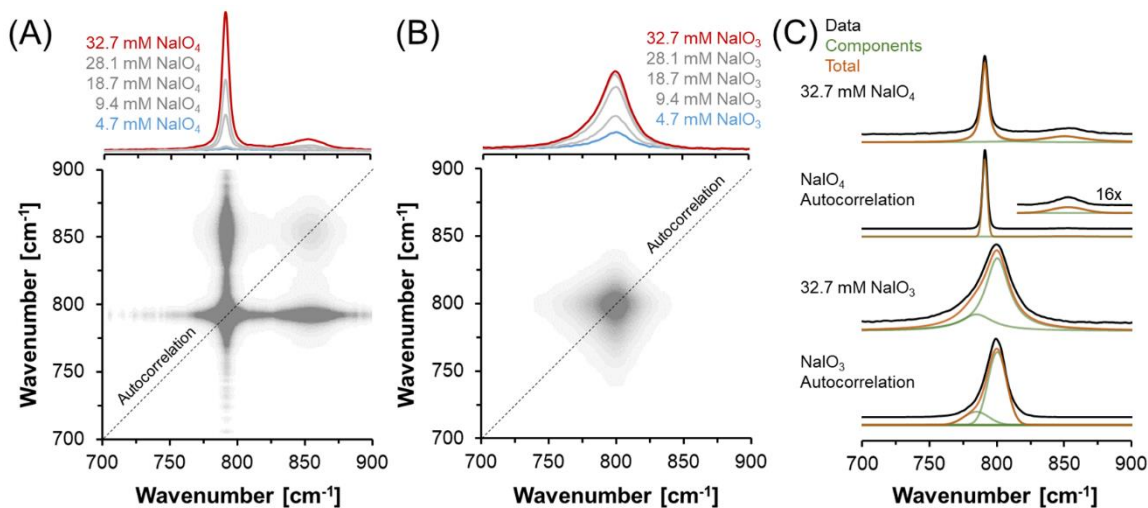 (A)
32.7 mM NaIO₄
28.1 mM NaIO₄
18.7 mM NaIO₄
9.4 mM NaIO₄
4.7 mM NaIO₄
900
850
800
750
700
Wavenumber [cm⁻¹]
Autocorrelation
700 750 800 850 900
Wavenumber [cm⁻¹]
(B)
32.7 mM NaIO₃
28.1 mM NaIO₃
18.7 mM NaIO₃
9.4 mM NaIO₃
4.7 mM NaIO₃
900
850
800
750
700
Wavenumber [cm⁻¹]
Autocorrelation
700 750 800 850 900
Wavenumber [cm⁻¹]
(C)
Data
Components
Total
32.7 mM NaIO₄
NaIO₄
Autocorrelation
16x
32.7 mM NaIO₃
NaIO₃
Autocorrelation
700 750 800 850 900
Wavenumber [cm⁻¹]